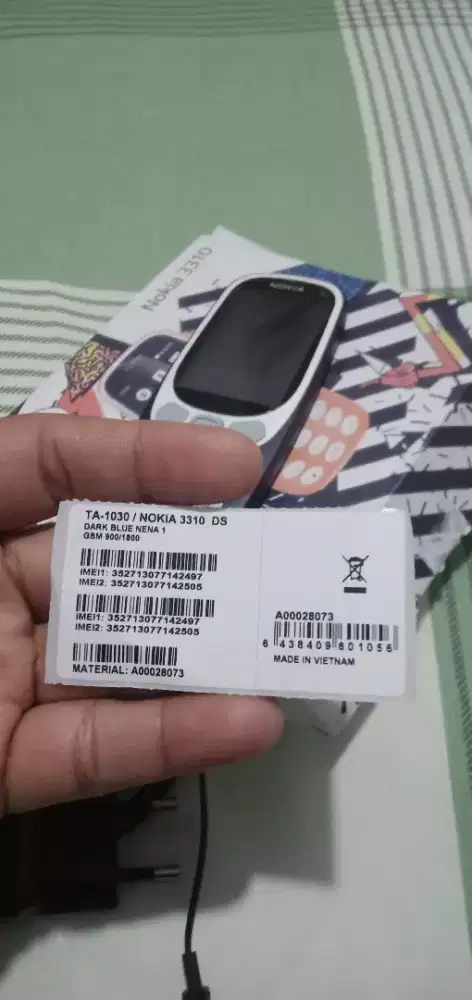 Nokia 3310
NOKIA
TA-1030 / NOKIA 3310 DS
DARK BLUE NENA 1
GSM 900/1800
IMEI1: 352713077142497
IMEI2: 352713077142505
IMEI1: 352713077142497
IMEI2: 352713077142505
MATERIAL: A00028073
A00028073
6 438409 601056
MADE IN VIETNAM